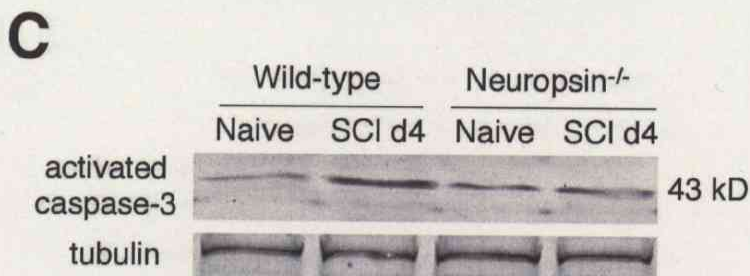 C
Wild-type Neuropsin-/-
Naive SCI d4 Naive SCI d4
activated
caspase-3
43 kD
tubulin